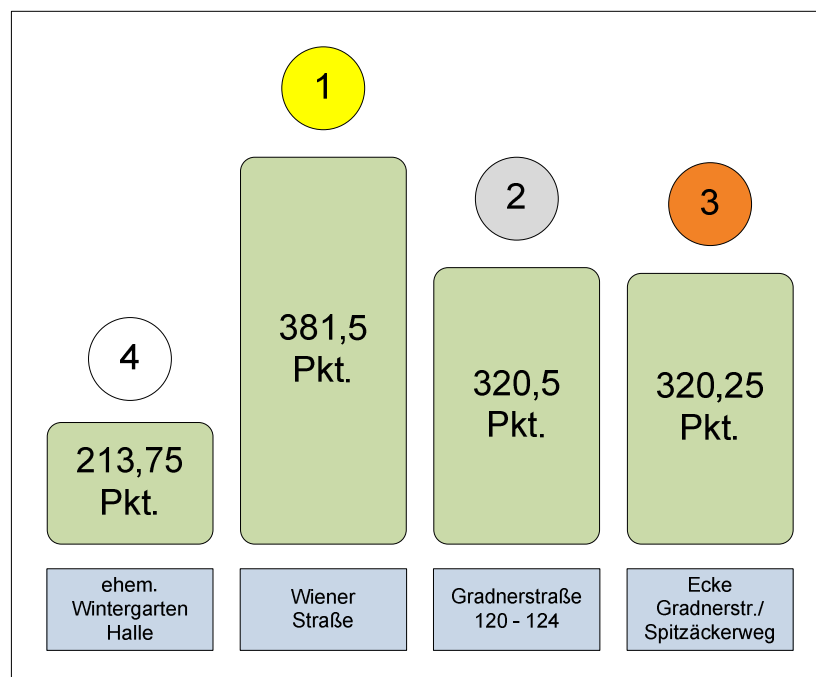 1
2
3
4
381,5
Pkt.
320,5
Pkt.
320,25
Pkt.
213,75
Pkt.
ehem.
Wintergarten
Halle
Wiener
Straße
Gradnerstraße
120 - 124
Ecke
Gradnerstr./
Spitzäckerweg